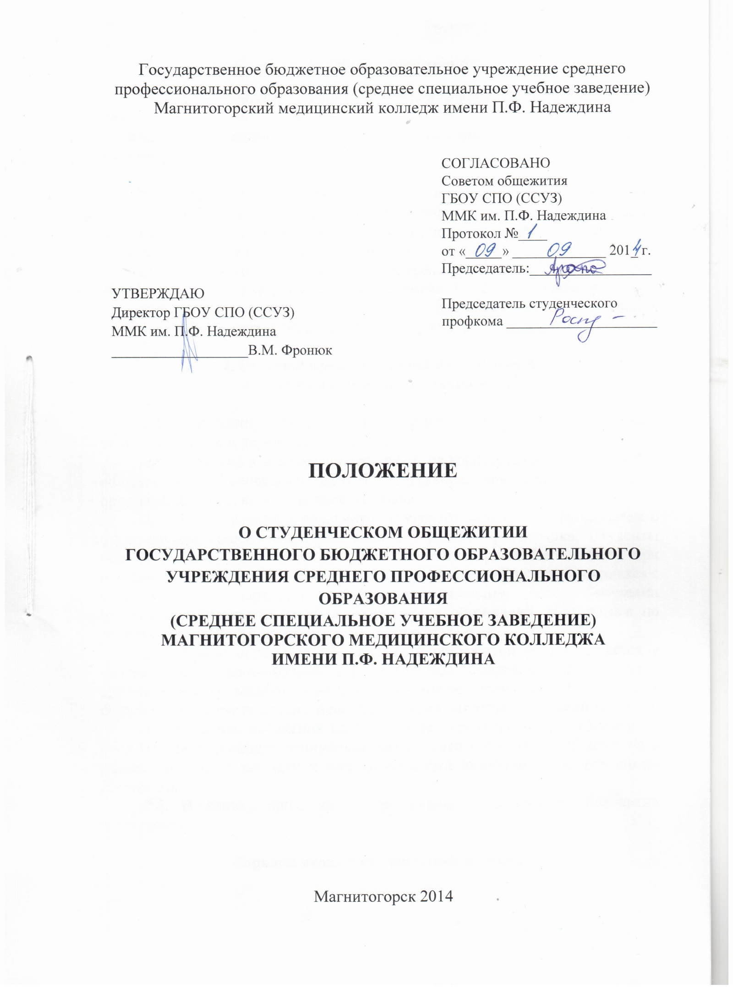 Государственное бюджетное образовательное учреждение среднего
профессионального образования (среднее специальное учебное заведение)
Магнитогорский медицинский колледж имени П.Ф. Надеждина
СОГЛАСОВАНО
Советом общежития
ГБОУ СПО (ССУЗ)
ММК им. П.Ф. Надеждина
Протокол № 1
от « 09 » 09 2014 г.
Председатель:
Председатель студенческого
профкома
УТВЕРЖДАЮ
Директор ГБОУ СПО (ССУЗ)
ММК им. П.Ф. Надеждина
В.М. Фронюк
ПОЛОЖЕНИЕ
О СТУДЕНЧЕСКОМ ОБЩЕЖИТИИ
ГОСУДАРСТВЕННОГО БЮДЖЕТНОГО ОБРАЗОВАТЕЛЬНОГО
УЧРЕЖДЕНИЯ СРЕДНЕГО ПРОФЕССИОНАЛЬНОГО
ОБРАЗОВАНИЯ
(СРЕДНЕЕ СПЕЦИАЛЬНОЕ УЧЕБНОЕ ЗАВЕДЕНИЕ)
МАГНИТОГОРСКОГО МЕДИЦИНСКОГО КОЛЛЕДЖА
ИМЕНИ П.Ф. НАДЕЖДИНА
Магнитогорск 2014